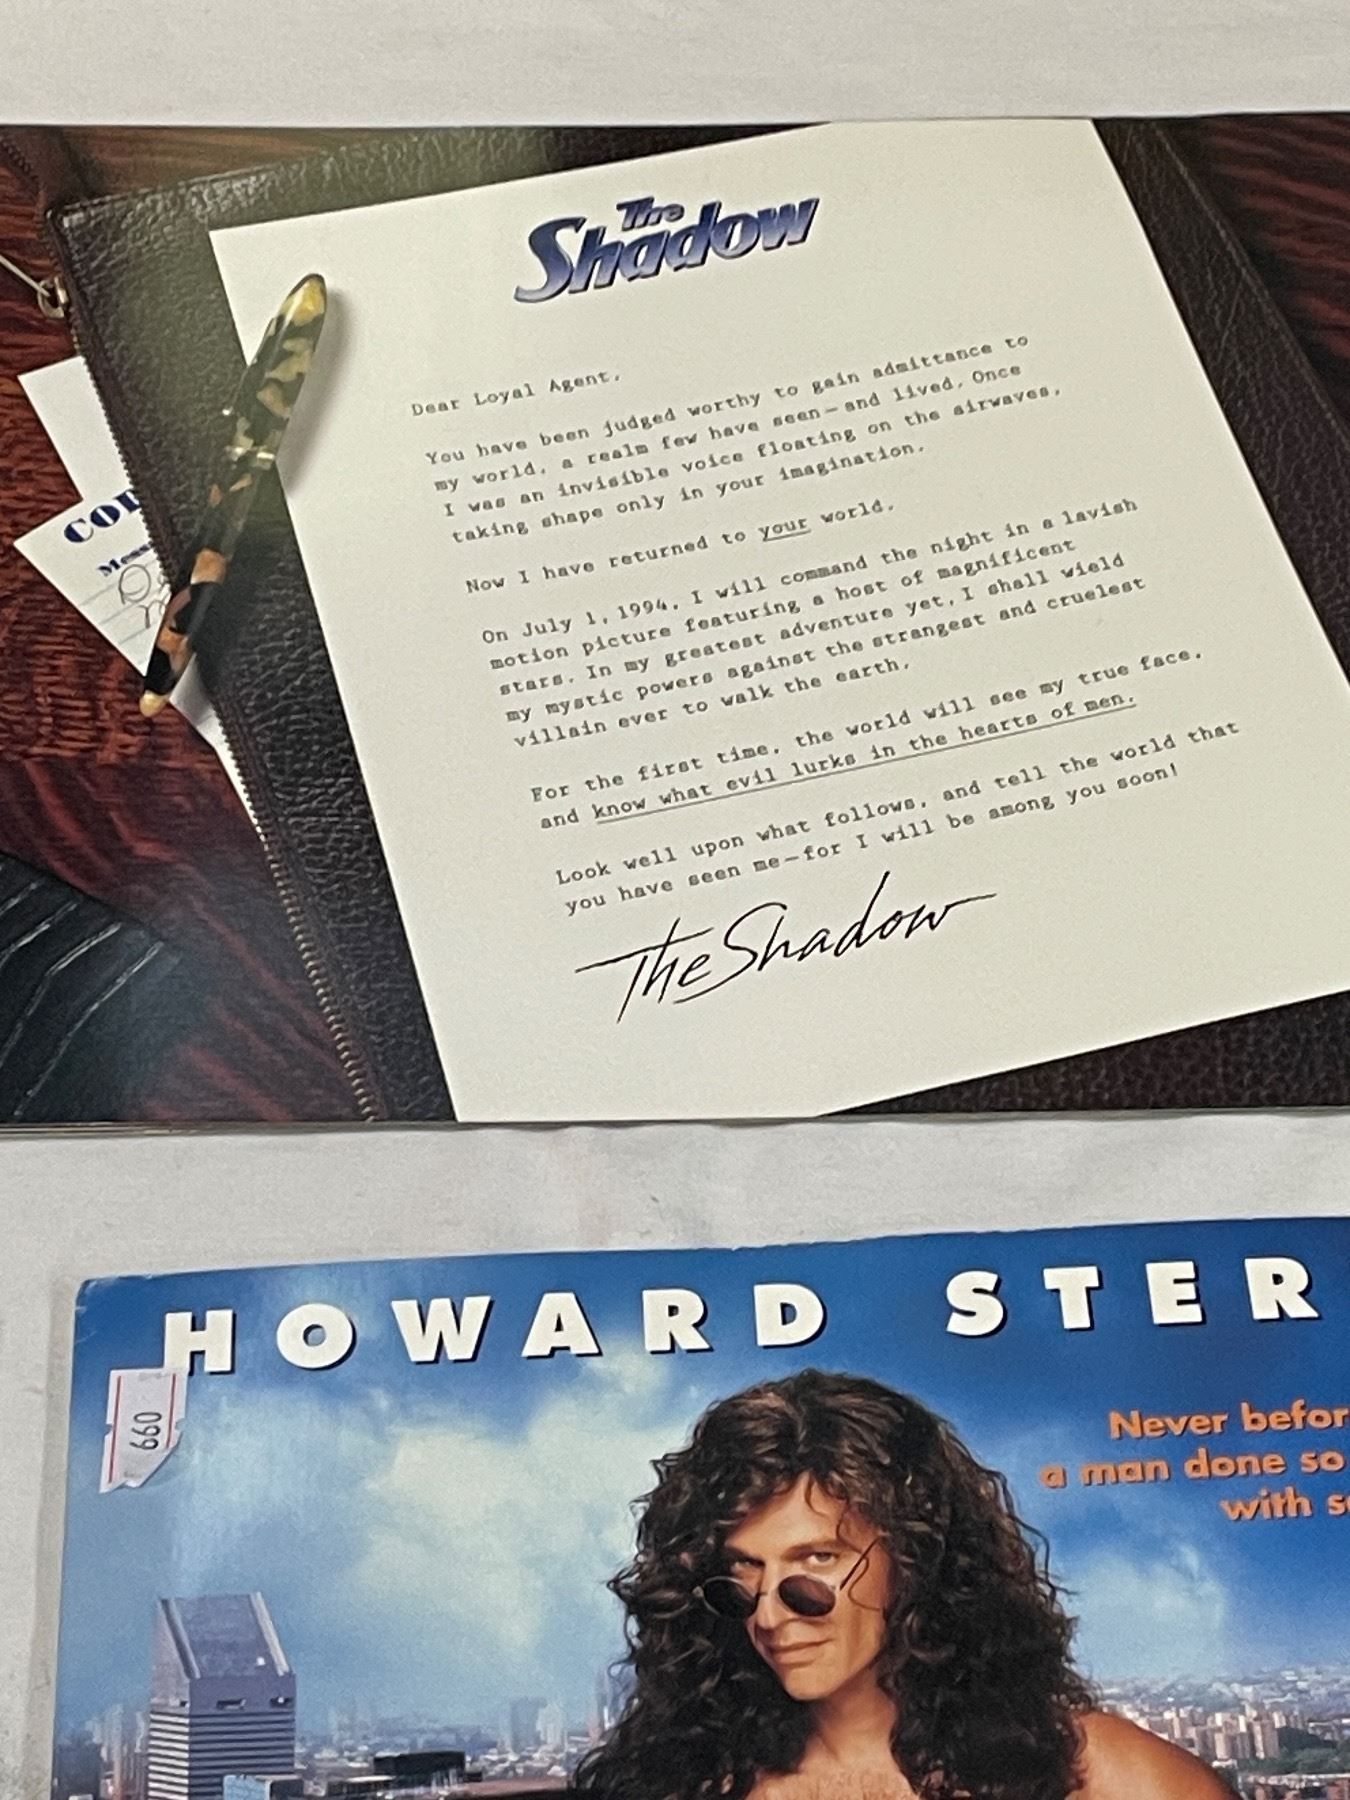 The
Shadow
Dear Loyal Agent,
You have been judged worthy to gain admittance to
my world, a realm few have seen—and lived. Once
I was an invisible voice floating on the airwaves,
taking shape only in your imagination.
Now I have returned to your world.
On July 1, 1994, I will command the night in a lavish
motion picture featuring a host of magnificent
stars. In my greatest adventure yet, I shall wield
my mystic powers against the strangest and cruelest
villain ever to walk the earth.
For the first time, the world will see my true face,
and know what evil lurks in the hearts of men.
Look well upon what follows, and tell the world that
you have seen me—for I will be among you soon!
The Shadow
HOWARD STER
660
Never befor
a man done so
with s